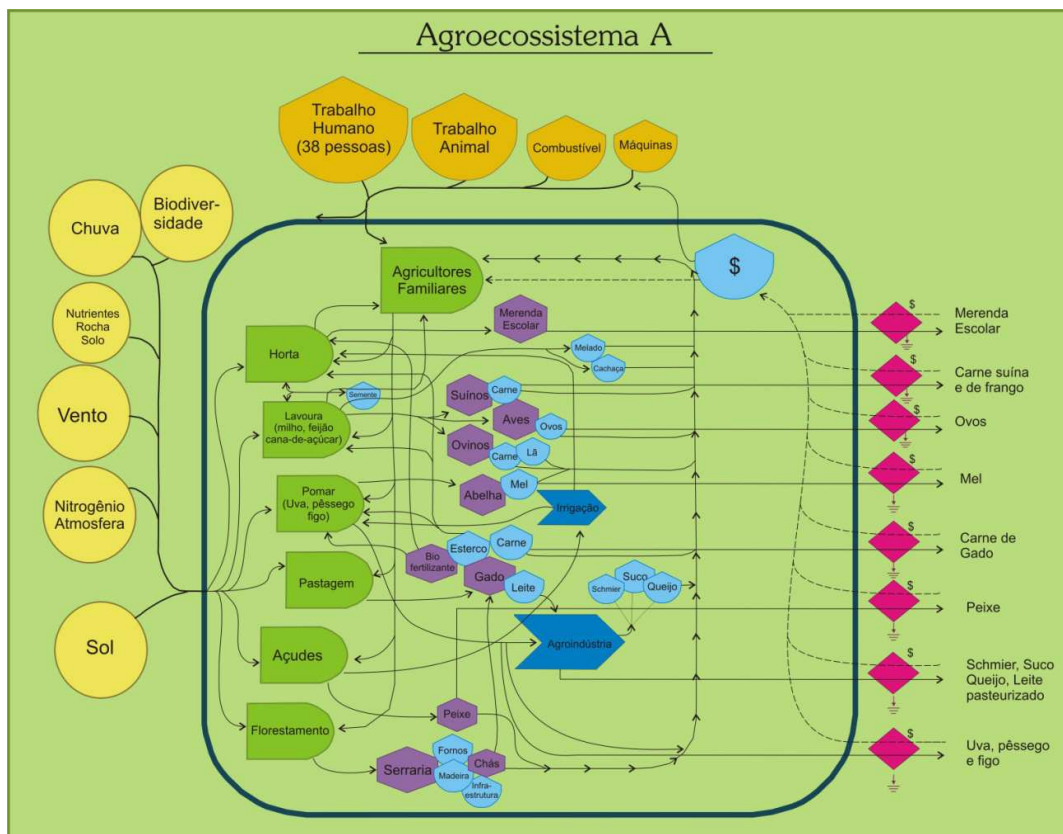 Agroecossistema A
Trabalho
Humano
(38 pessoas)
Trabalho
Animal
Combustível
Máquinas
Chuva
Biodiver-
sidade
Nutrientes
Rocha
Solo
Vento
Nitrogênio
Atmosfera
Sol
Agricultores
Familiares
$
Horta
Merenda
Escolar
Melado
Cachaça
Semente
Lavoura
(milho, feijão
cana-de-açúcar)
Suínos
Carne
Aves
Ovos
Ovinos
Carne
Lã
Pomar
(Uva, pêssego
figo)
Abelha
Mel
Irrigação
Bio
fertilizante
Esterco
Carne
Gado
Leite
Pastagem
Schmier
Suco
Queijo
Agroindústria
Açudes
Peixe
Florestamento
Serraria
Fornos
Madeira
Chás
Infra-
estrutura
$
Merenda
Escolar
$
Carne suína
e de frango
$
Ovos
$
Mel
$
Carne de
Gado
$
Peixe
$
Schmier, Suco
Queijo, Leite
pasteurizado
$
Uva, pêssego
e figo